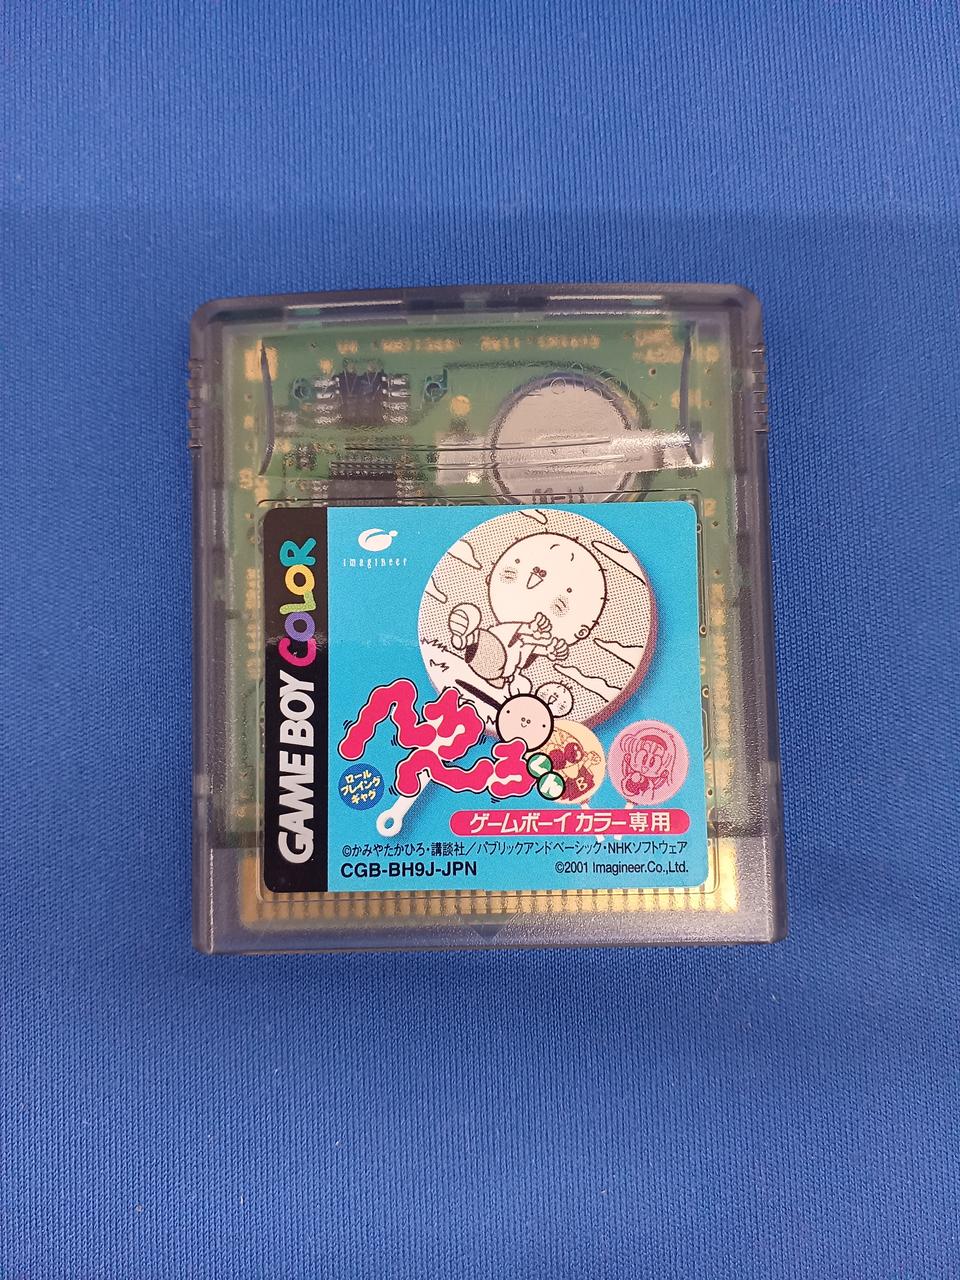 imagineer
GAME BOY COLOR
へろへろくん
ロール
プレイング
ギャグ
B
ゲームボーイカラー専用
©かみやたかひろ・講談社／パブリックアンドベーシック・NHKソフトウェア
CGB-BH9J-JPN
©2001 Imagineer.Co.,Ltd.